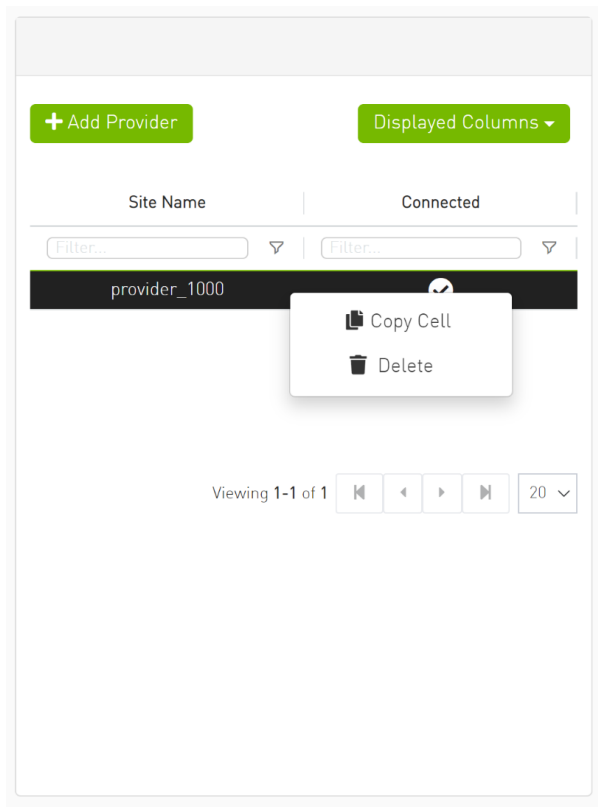 Add Provider
Displayed Columns
Site Name
Connected
Filter...
Filter...
provider_1000
Copy Cell
Delete
Viewing 1-1 of 1
20